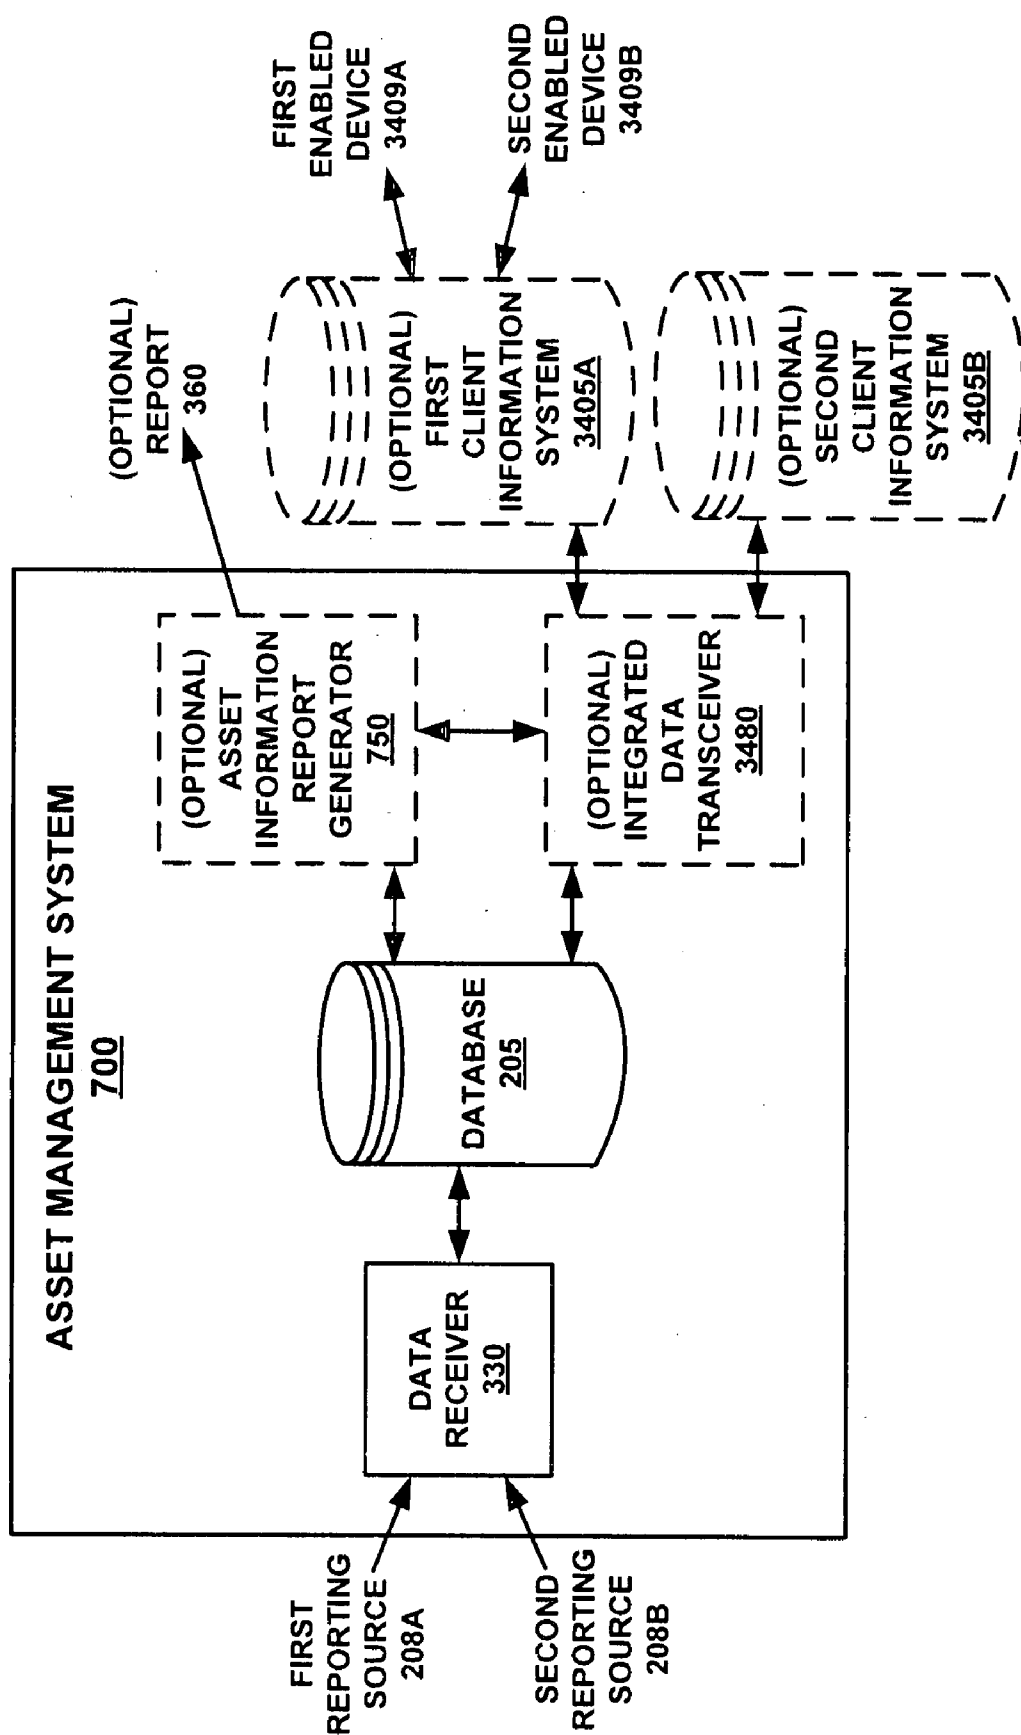 ASSET MANAGEMENT SYSTEM
700
FIRST
REPORTING
SOURCE
208A
SECOND
REPORTING
SOURCE
208B
DATA
RECEIVER
330
DATABASE
205
(OPTIONAL)
ASSET
INFORMATION
REPORT
GENERATOR
750
(OPTIONAL)
INTEGRATED
DATA
TRANSCEIVER
3480
(OPTIONAL)
REPORT
360
(OPTIONAL)
FIRST
CLIENT
INFORMATION
SYSTEM
3405A
(OPTIONAL)
SECOND
CLIENT
INFORMATION
SYSTEM
3405B
FIRST
ENABLED
DEVICE
3409A
SECOND
ENABLED
DEVICE
3409B